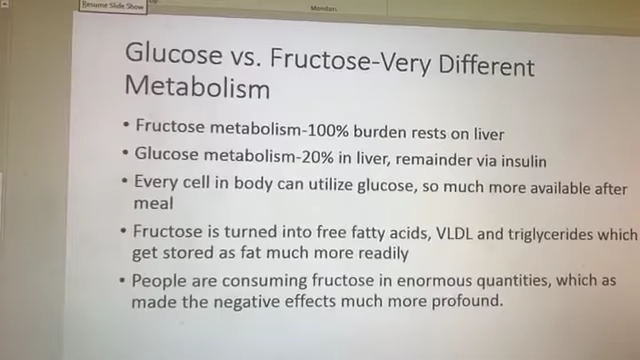 Resume Slide Show
Monitors
Glucose vs. Fructose-Very Different
Metabolism
• Fructose metabolism-100% burden rests on liver
• Glucose metabolism-20% in liver, remainder via insulin
• Every cell in body can utilize glucose, so much more available after
meal
• Fructose is turned into free fatty acids, VLDL and triglycerides which
get stored as fat much more readily
• People are consuming fructose in enormous quantities, which as
made the negative effects much more profound.